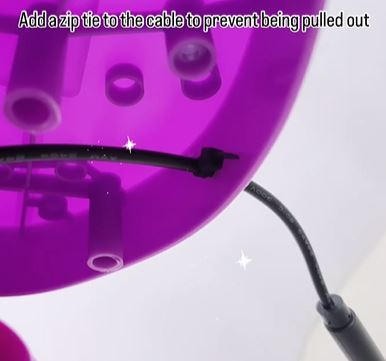 Add a zip tie to the cable to prevent being pulled out